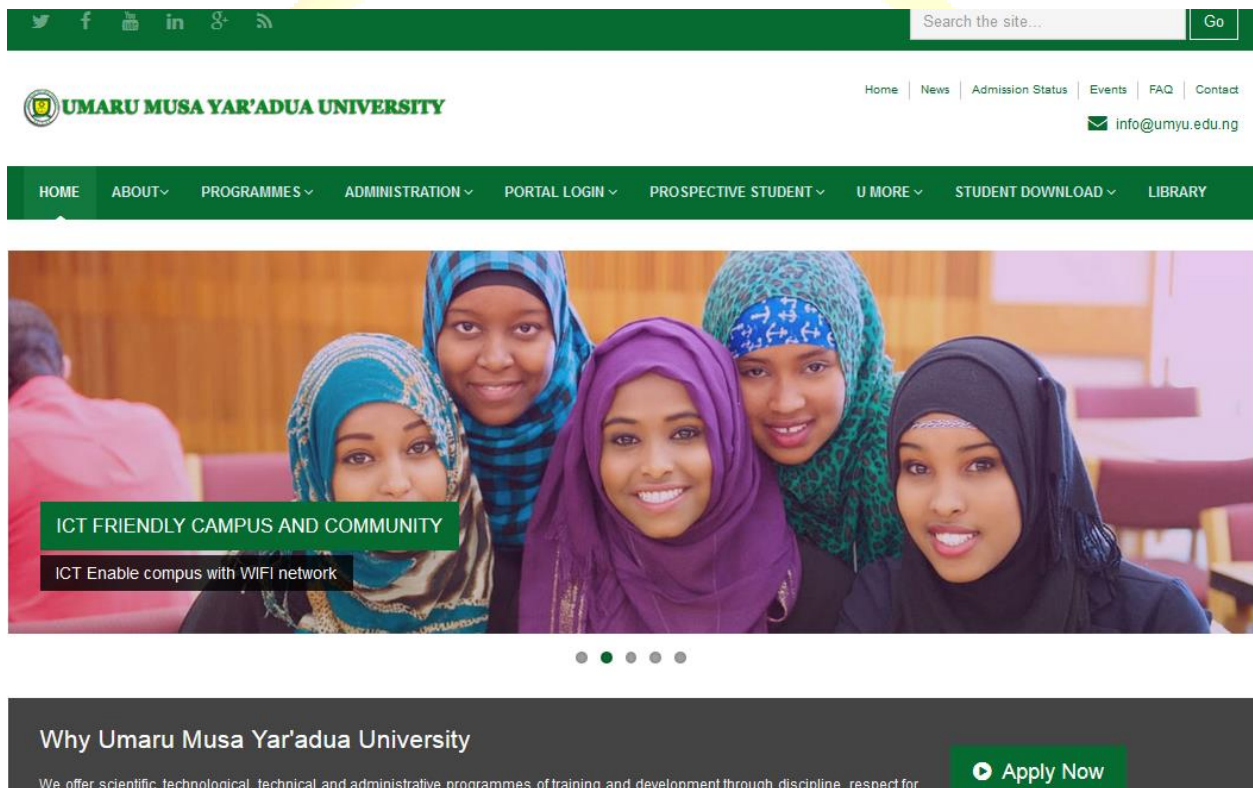 Search the site...
Go
UMARU MUSA YAR'ADUA UNIVERSITY
Home News Admission Status Events FAQ Contact
info@umyu.edu.ng
HOME ABOUT PROGRAMMES ADMINISTRATION PORTAL LOGIN PROSPECTIVE STUDENT U MORE STUDENT DOWNLOAD LIBRARY
ICT FRIENDLY CAMPUS AND COMMUNITY
ICT Enable compus with WIFI network
Why Umaru Musa Yar'adua University
Apply Now
We offer scientific, technological, technical and administrative programmes of training and development through discipline, respect for